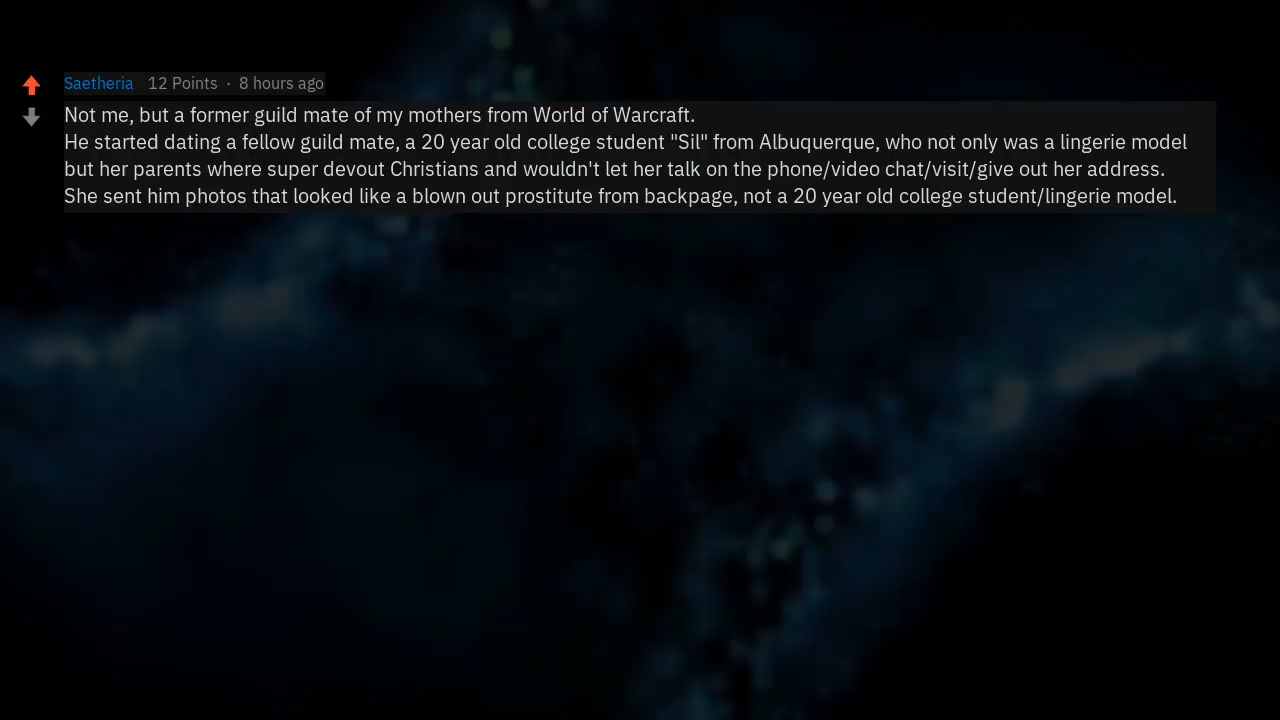 Saetheria 12 Points · 8 hours ago
Not me, but a former guild mate of my mothers from World of Warcraft.
He started dating a fellow guild mate, a 20 year old college student "Sil" from Albuquerque, who not only was a lingerie model
but her parents where super devout Christians and wouldn't let her talk on the phone/video chat/visit/give out her address.
She sent him photos that looked like a blown out prostitute from backpage, not a 20 year old college student/lingerie model.